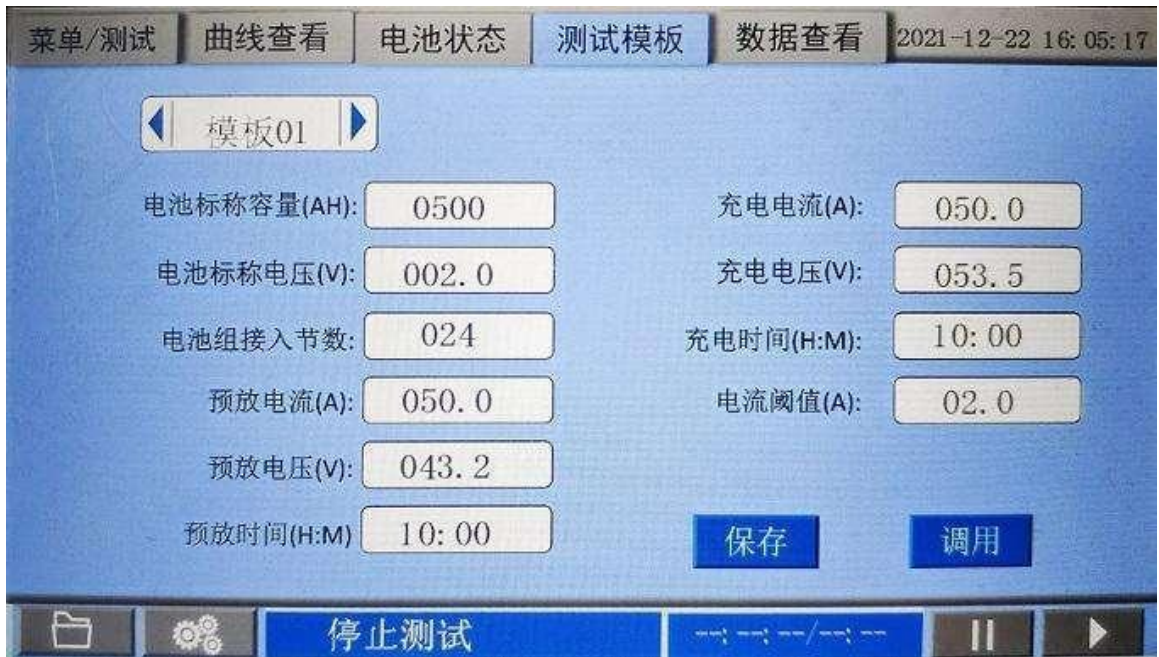 菜单/测试 曲线查看 电池状态 测试模板 数据查看 2021-12-22 16:05:17
模板01
电池标称容量(AH): 0500 充电电流(A): 050.0
电池标称电压(V): 002.0 充电电压(V): 053.5
电池组接入节数: 024 充电时间(H:M): 10:00
预放电流(A): 050.0 电流阈值(A): 02.0
预放电压(V): 043.2
预放时间(H:M) 10:00 保存 调用
停止测试 --:--:--/--:--